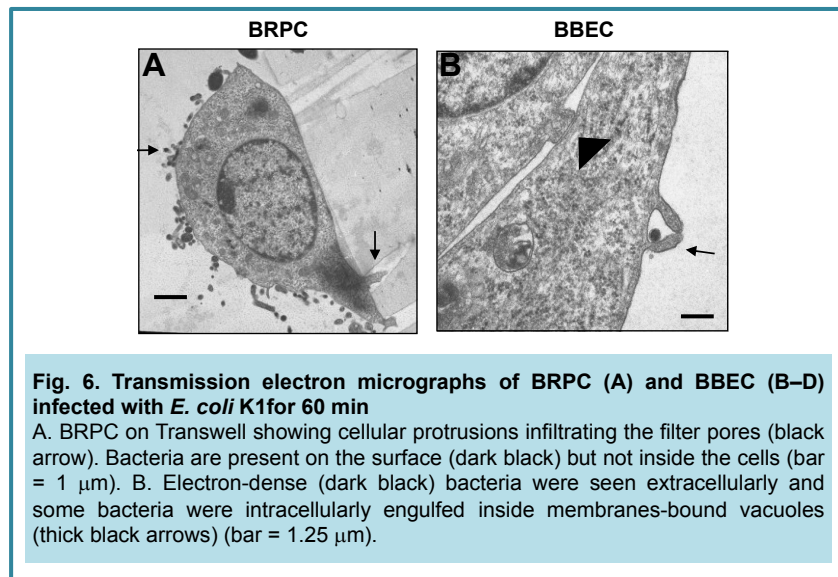 BRPC BBEC
A B
Fig. 6. Transmission electron micrographs of BRPC (A) and BBEC (B–D)
infected with E. coli K1for 60 min
A. BRPC on Transwell showing cellular protrusions infiltrating the filter pores (black
arrow). Bacteria are present on the surface (dark black) but not inside the cells (bar
= 1 μm). B. Electron-dense (dark black) bacteria were seen extracellularly and
some bacteria were intracellularly engulfed inside membranes-bound vacuoles
(thick black arrows) (bar = 1.25 μm).